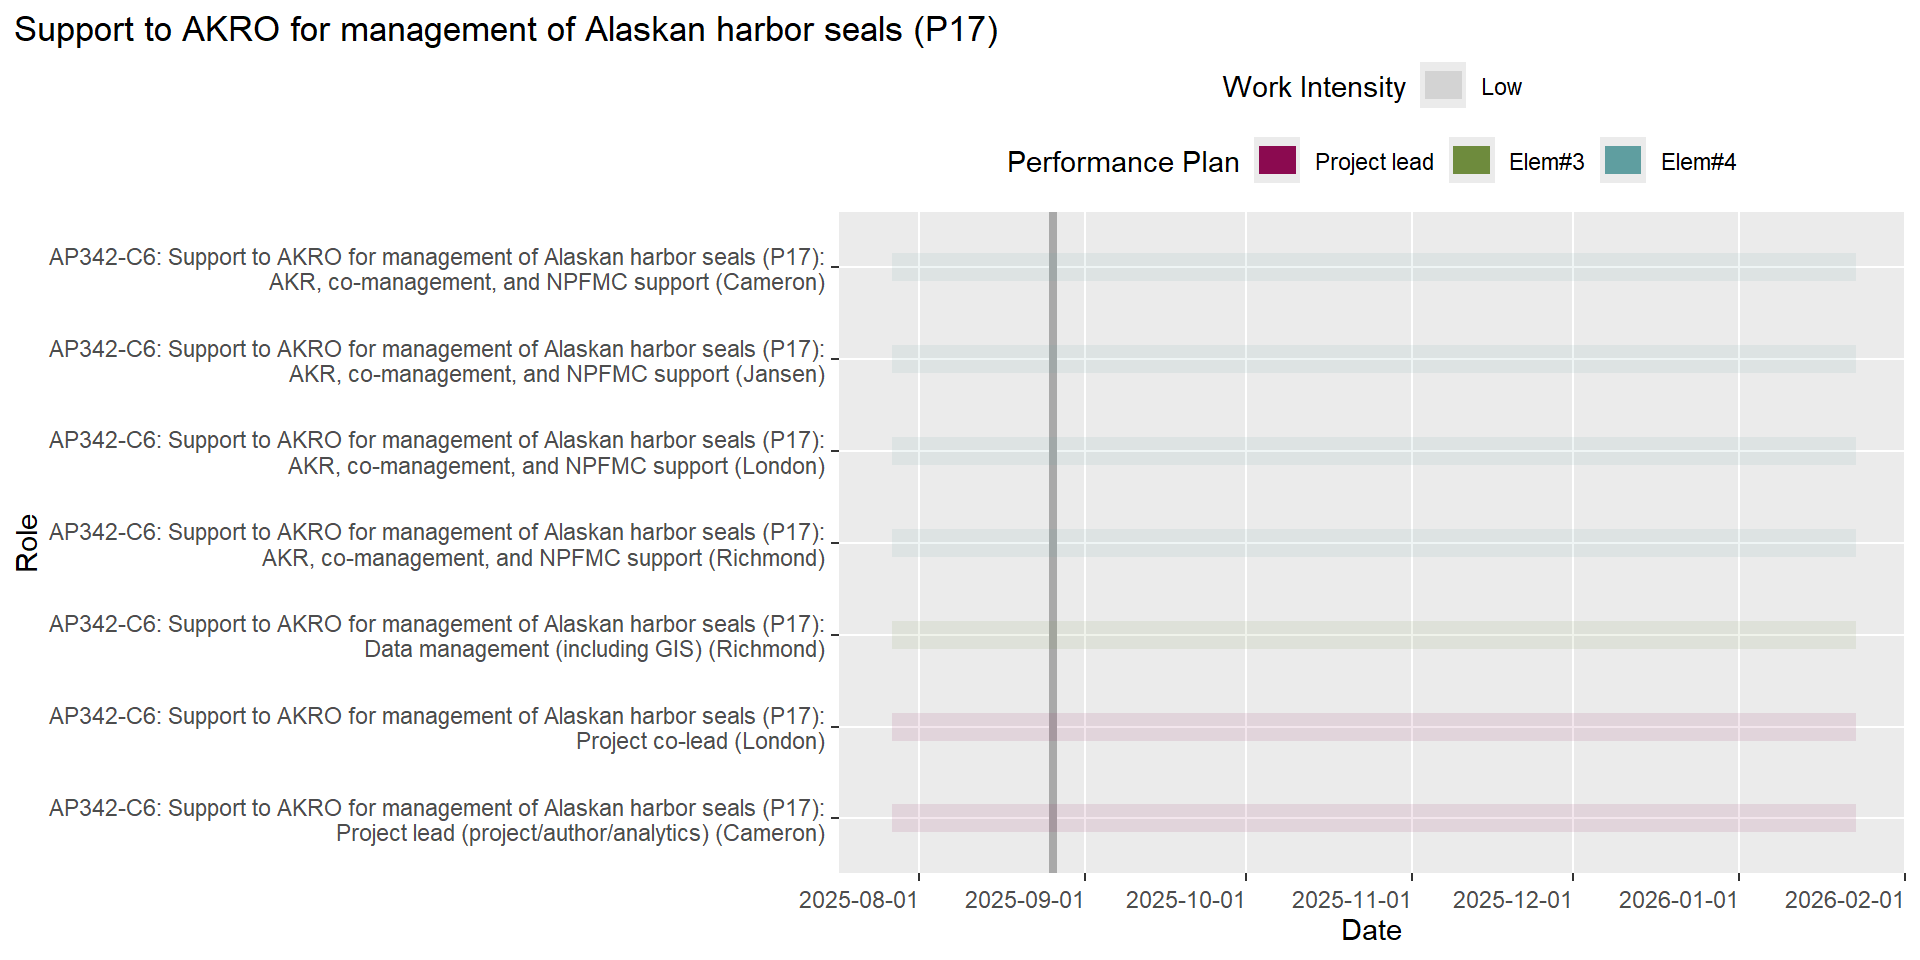 Support to AKRO for management of Alaskan harbor seals (P17)
Work Intensity Low
Performance Plan Project lead Elem#3 Elem#4
Role
AP342-C6: Support to AKRO for management of Alaskan harbor seals (P17):
AKR, co-management, and NPFMC support (Cameron)
AP342-C6: Support to AKRO for management of Alaskan harbor seals (P17):
AKR, co-management, and NPFMC support (Jansen)
AP342-C6: Support to AKRO for management of Alaskan harbor seals (P17):
AKR, co-management, and NPFMC support (London)
AP342-C6: Support to AKRO for management of Alaskan harbor seals (P17):
AKR, co-management, and NPFMC support (Richmond)
AP342-C6: Support to AKRO for management of Alaskan harbor seals (P17):
Data management (including GIS) (Richmond)
AP342-C6: Support to AKRO for management of Alaskan harbor seals (P17):
Project co-lead (London)
AP342-C6: Support to AKRO for management of Alaskan harbor seals (P17):
Project lead (project/author/analytics) (Cameron)
2025-08-01 2025-09-01 2025-10-01 2025-11-01 2025-12-01 2026-01-01 2026-02-01
Date